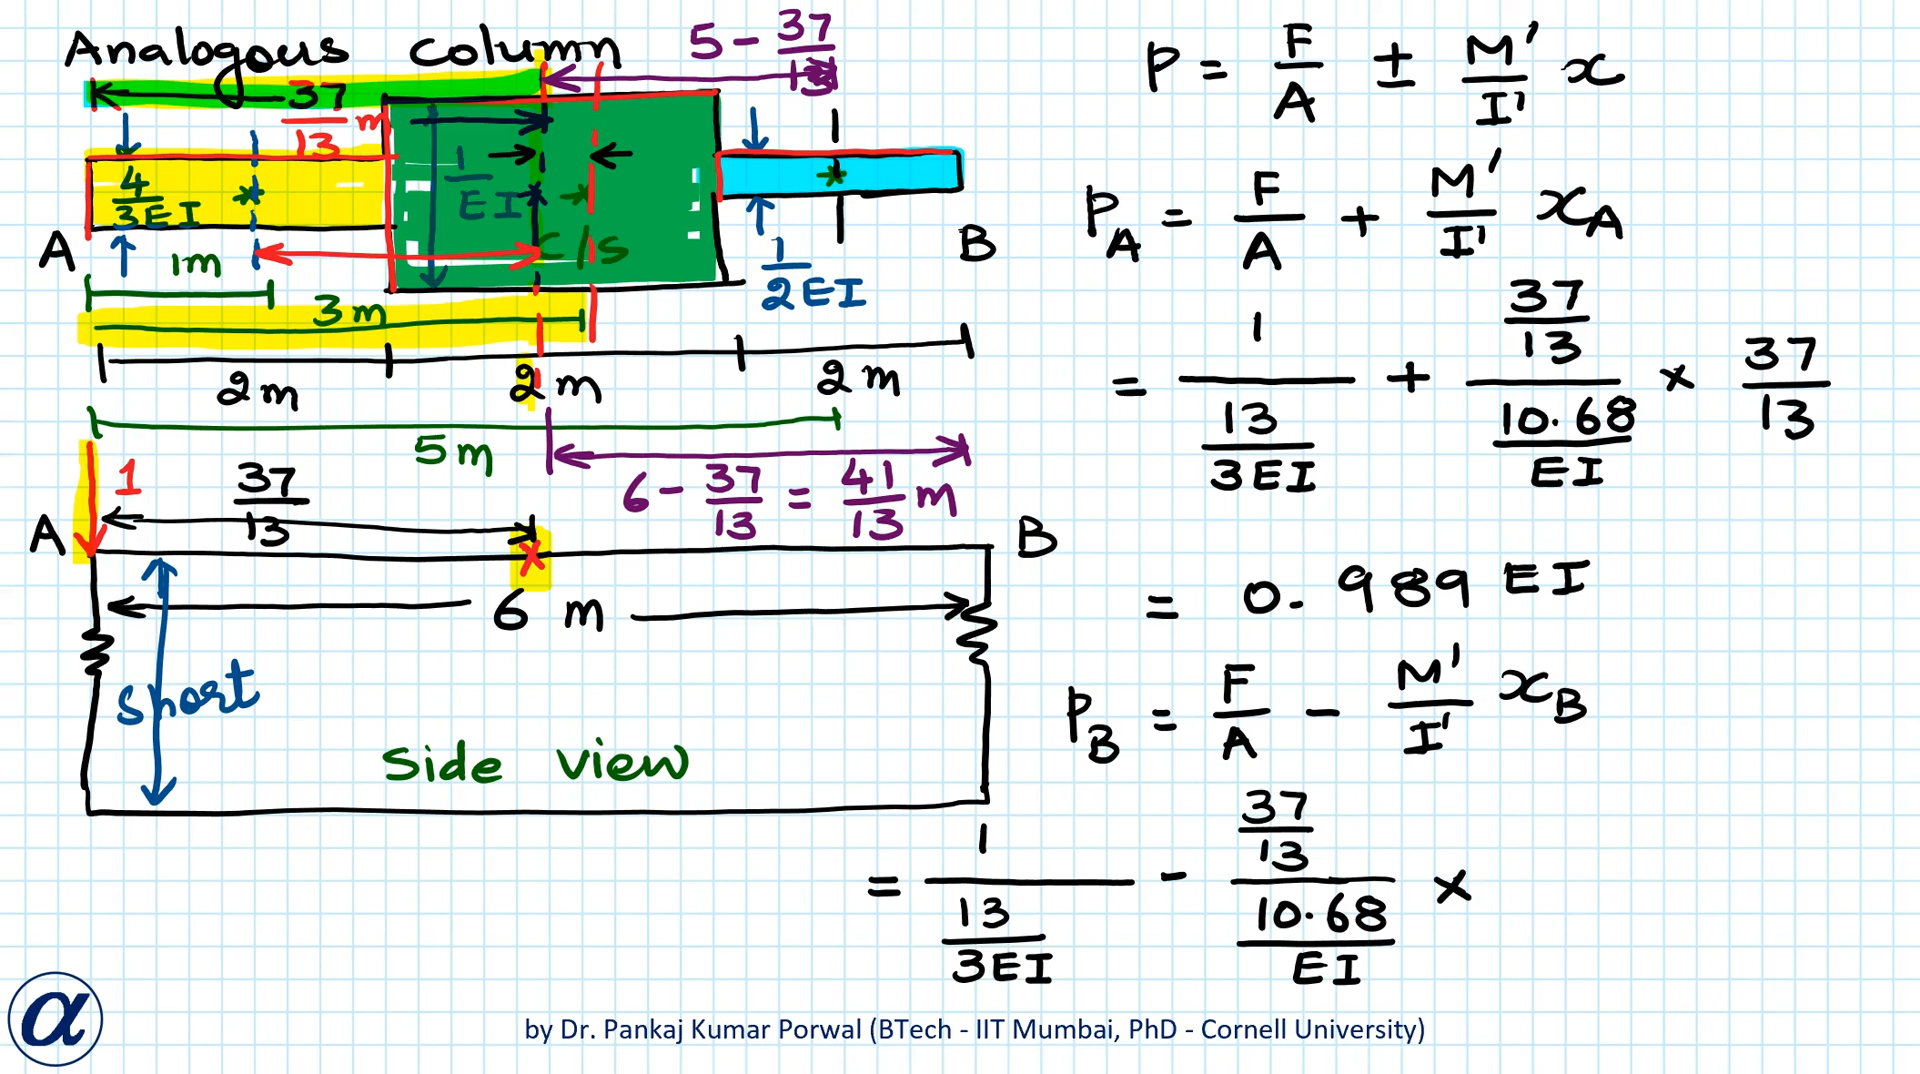 Analogous column
5 - 37/13
37/13 m
4/3EI
1/EI
C/S
1/2EI
A
B
1m
3m
2m
2m
2m
5m
6 - 37/13 = 41/13 m
1
37/13
A
B
6 m
short
Side view
P = F/A ± M'/I' x
P_A = F/A + M'/I' x_A
= 1/(13/3EI) + (37/13)/(10.68/EI) × 37/13
= 0.989 EI
P_B = F/A - M'/I' x_B
= 1/(13/3EI) - (37/13)/(10.68/EI) ×
α
by Dr. Pankaj Kumar Porwal (BTech - IIT Mumbai, PhD - Cornell University)